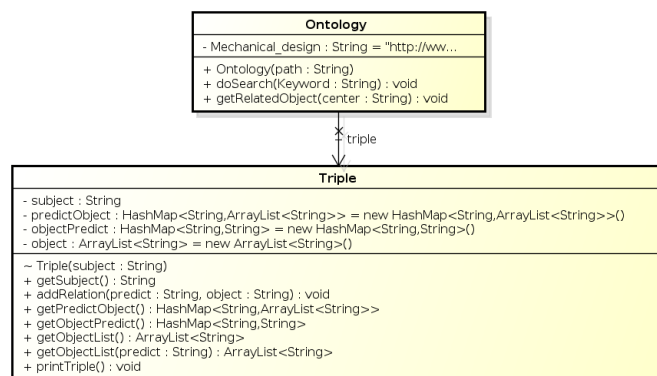 Ontology
- Mechanical_design : String = "http://ww...
+ Ontology(path : String)
+ doSearch(Keyword : String) : void
+ getRelatedObject(center : String) : void
- triple
Triple
- subject : String
- predictObject : HashMap<String,ArrayList<String>> = new HashMap<String,ArrayList<String>>()
- objectPredict : HashMap<String,String> = new HashMap<String,String>()
- object : ArrayList<String> = new ArrayList<String>()
~ Triple(subject : String)
+ getSubject() : String
+ addRelation(predict : String, object : String) : void
+ getPredictObject() : HashMap<String,ArrayList<String>>
+ getObjectPredict() : HashMap<String,String>
+ getObjectList() : ArrayList<String>
+ getObjectList(predict : String) : ArrayList<String>
+ printTriple() : void